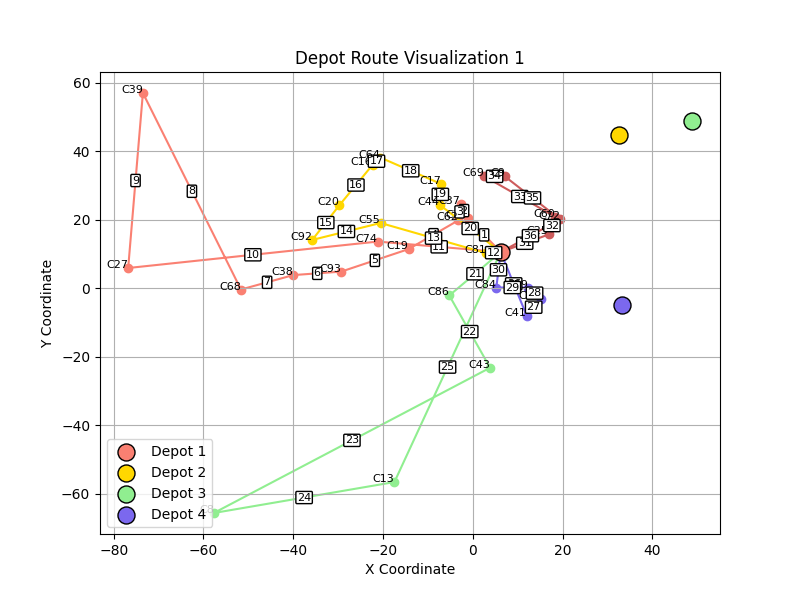 Depot Route Visualization 1
60
40
20
0
−20
−40
−60
−80
−60
−40
−20
0
20
40
Y Coordinate
X Coordinate
C39
9
8
C64
17
18
16
C17
19
C20
15
14
C92
C55
C74
C19
13
11
10
C27
5
C93
6
C38
7
C68
C69
34
33
35
32
36
20
1
C81
12
30
21
C84
29
28
27
C41
C86
22
C43
25
23
C13
24
Depot 1
Depot 2
Depot 3
Depot 4